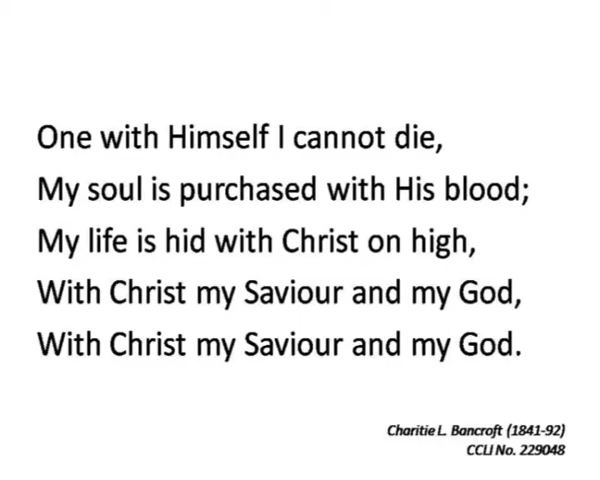 One with Himself I cannot die,
My soul is purchased with His blood;
My life is hid with Christ on high,
With Christ my Saviour and my God,
With Christ my Saviour and my God.
Charitie L. Bancroft (1841-92)
CCLI No. 229048